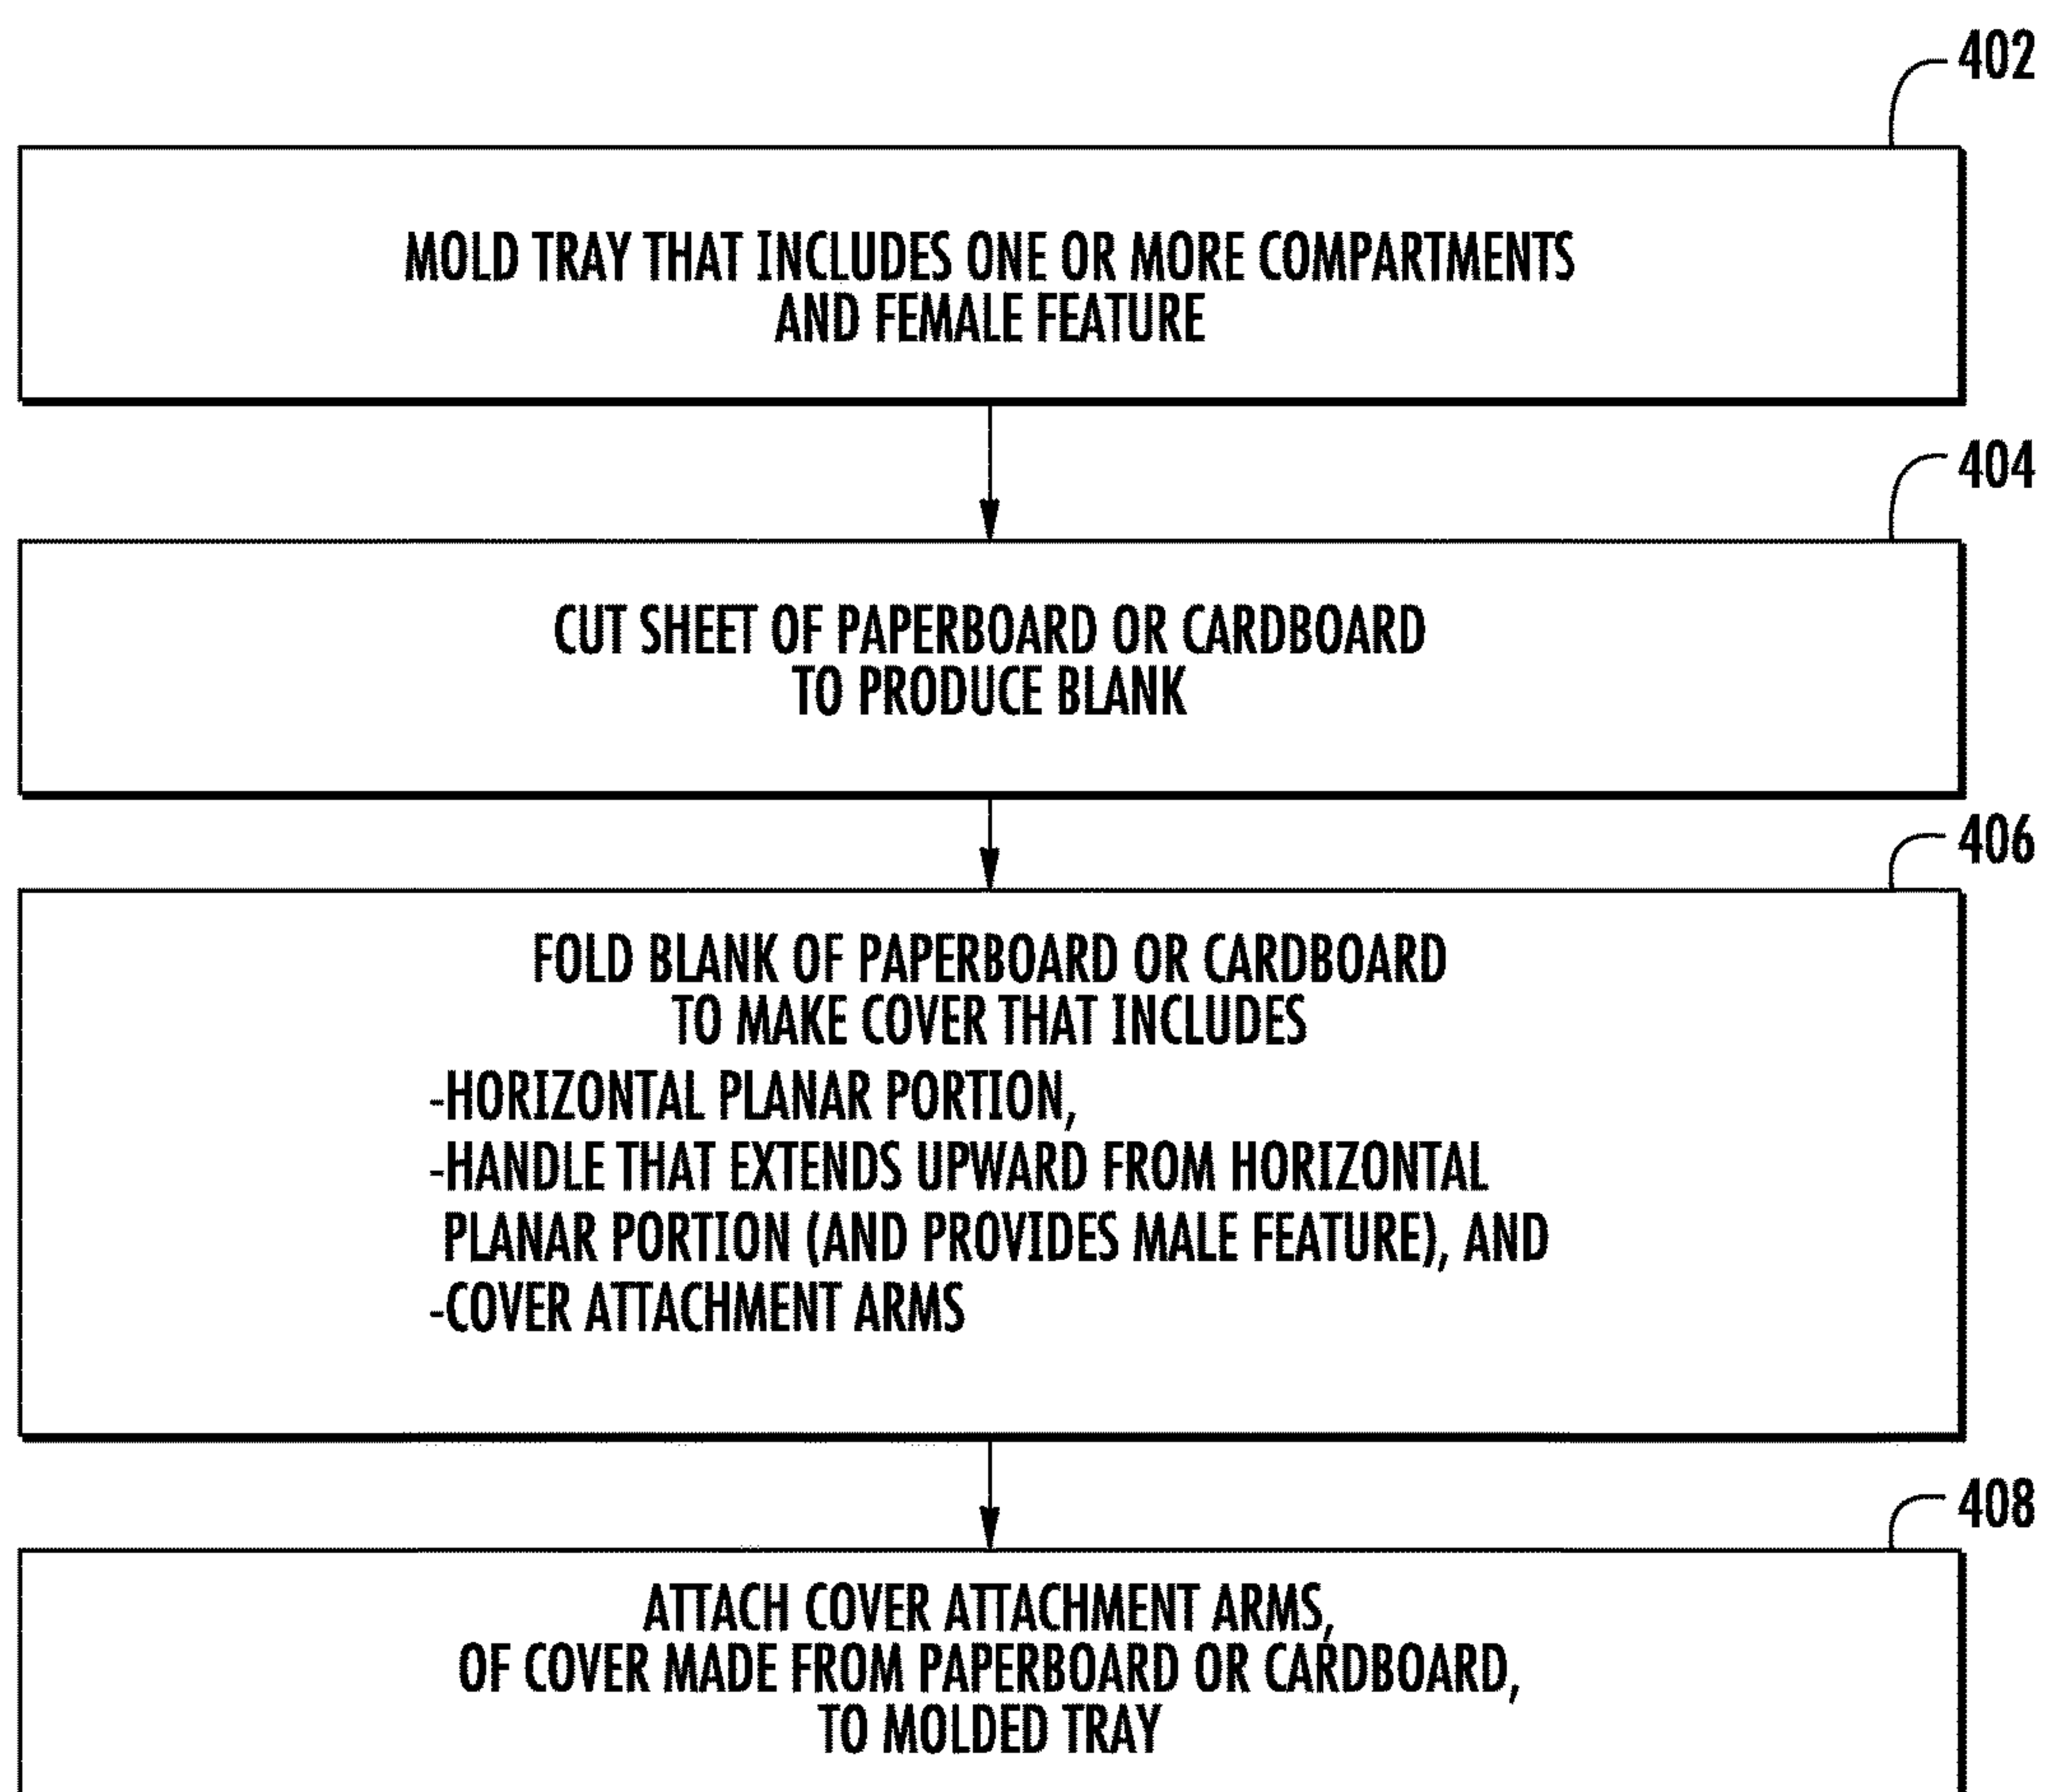 402
MOLD TRAY THAT INCLUDES ONE OR MORE COMPARTMENTS
AND FEMALE FEATURE
404
CUT SHEET OF PAPERBOARD OR CARDBOARD
TO PRODUCE BLANK
406
FOLD BLANK OF PAPERBOARD OR CARDBOARD
TO MAKE COVER THAT INCLUDES
-HORIZONTAL PLANAR PORTION,
-HANDLE THAT EXTENDS UPWARD FROM HORIZONTAL
PLANAR PORTION (AND PROVIDES MALE FEATURE), AND
-COVER ATTACHMENT ARMS
408
ATTACH COVER ATTACHMENT ARMS,
OF COVER MADE FROM PAPERBOARD OR CARDBOARD,
TO MOLDED TRAY